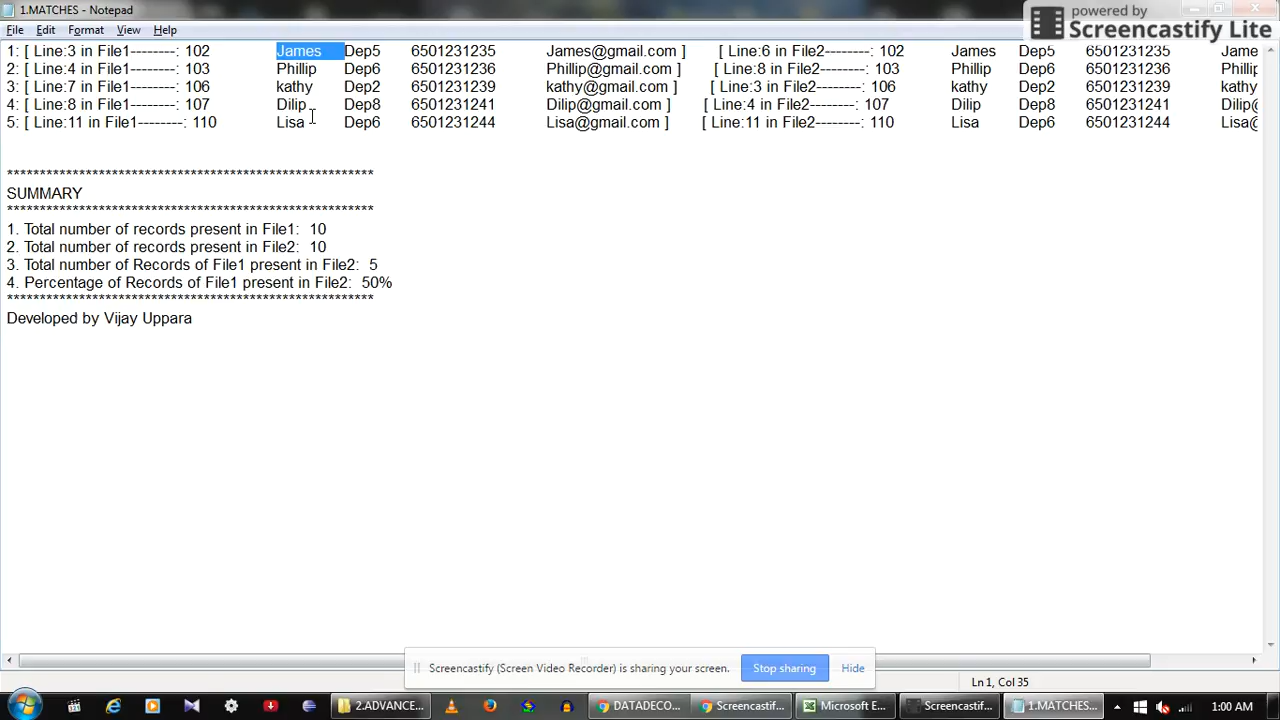 1.MATCHES - Notepad
powered by
Screencastify Lite
File Edit Format View Help
1: [ Line:3 in File1--------: 102 James Dep5 6501231235 James@gmail.com ] [ Line:6 in File2--------: 102 James Dep5 6501231235 James
2: [ Line:4 in File1--------: 103 Phillip Dep6 6501231236 Phillip@gmail.com ] [ Line:8 in File2--------: 103 Phillip Dep6 6501231236 Phillip
3: [ Line:7 in File1--------: 106 kathy Dep2 6501231239 kathy@gmail.com ] [ Line:3 in File2--------: 106 kathy Dep2 6501231239 kathy
4: [ Line:8 in File1--------: 107 Dilip Dep8 6501231241 Dilip@gmail.com ] [ Line:4 in File2--------: 107 Dilip Dep8 6501231241 Dilip@
5: [ Line:11 in File1--------: 110 Lisa Dep6 6501231244 Lisa@gmail.com ] [ Line:11 in File2--------: 110 Lisa Dep6 6501231244 Lisa@
********************************************************
SUMMARY
********************************************************
1. Total number of records present in File1: 10
2. Total number of records present in File2: 10
3. Total number of Records of File1 present in File2: 5
4. Percentage of Records of File1 present in File2: 50%
********************************************************
Developed by Vijay Uppara
Screencastify (Screen Video Recorder) is sharing your screen. Stop sharing Hide
Ln 1, Col 35
2.ADVANCE... DATADECO... Screencastif... Microsoft E... Screencastif... 1.MATCHES... 1:00 AM